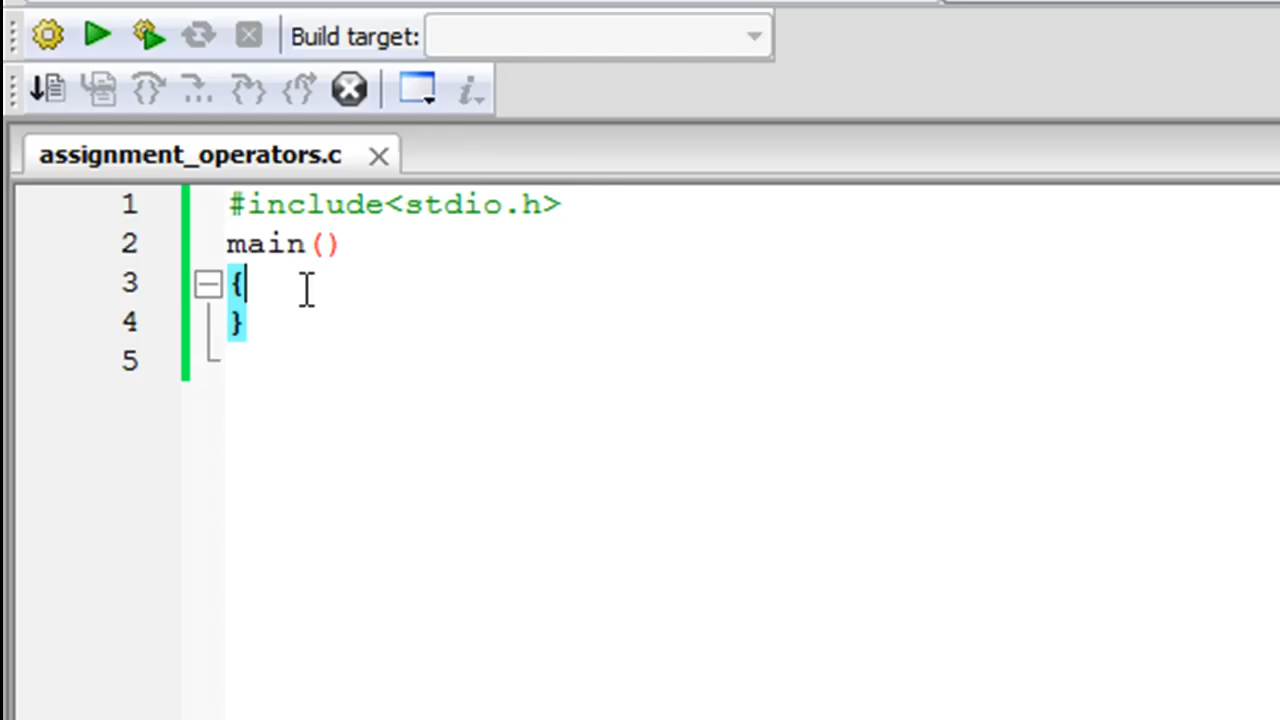 Build target:
assignment_operators.c
1 #include<stdio.h>
2 main()
3 {
4 }
5